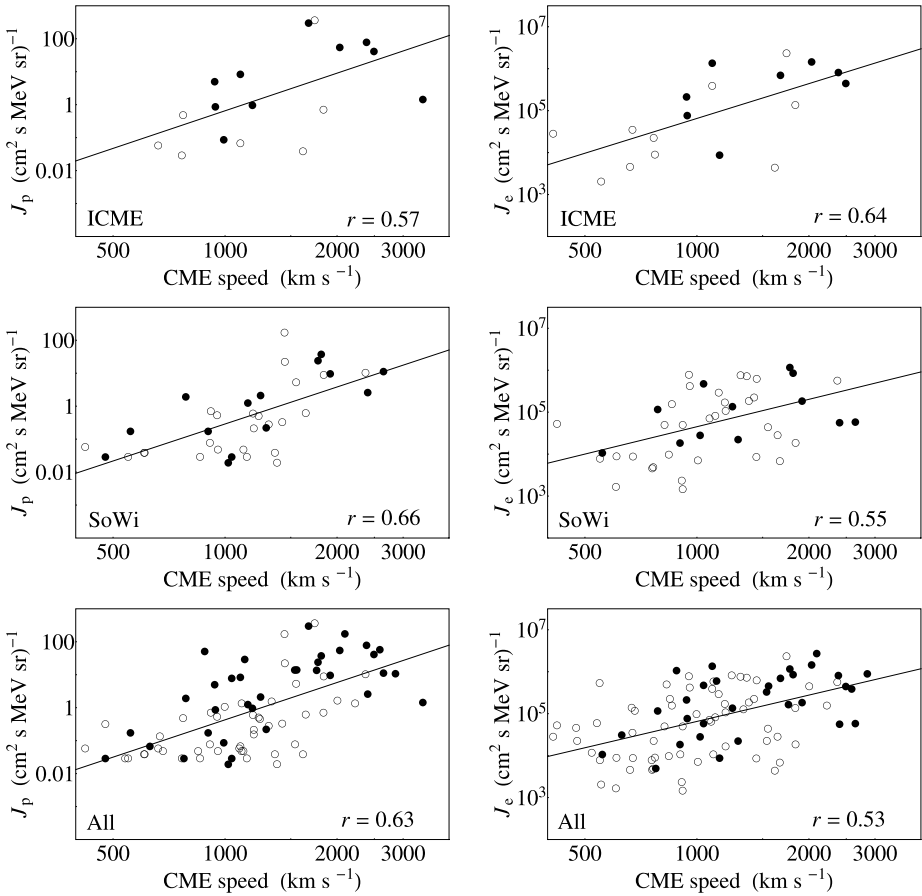 J_p (cm² s MeV sr)⁻¹
100
1
0.01
ICME
r = 0.57
500 1000 2000 3000
CME speed (km s⁻¹)
J_e (cm² s MeV sr)⁻¹
10⁷
10⁵
10³
ICME
r = 0.64
500 1000 2000 3000
CME speed (km s⁻¹)
J_p (cm² s MeV sr)⁻¹
100
1
0.01
SoWi
r = 0.66
500 1000 2000 3000
CME speed (km s⁻¹)
J_e (cm² s MeV sr)⁻¹
10⁷
10⁵
10³
SoWi
r = 0.55
500 1000 2000 3000
CME speed (km s⁻¹)
J_p (cm² s MeV sr)⁻¹
100
1
0.01
All
r = 0.63
500 1000 2000 3000
CME speed (km s⁻¹)
J_e (cm² s MeV sr)⁻¹
10⁷
10⁵
10³
All
r = 0.53
500 1000 2000 3000
CME speed (km s⁻¹)